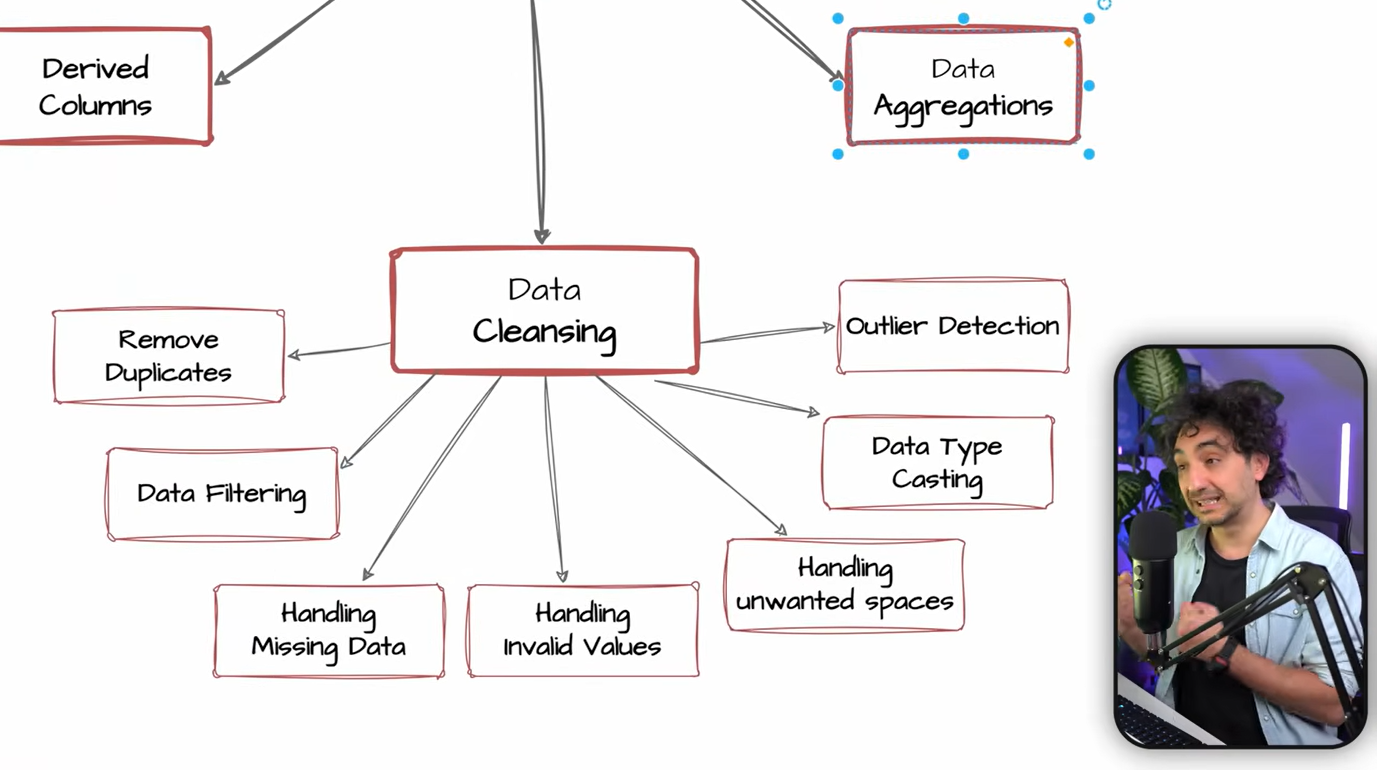 Derived
Columns
Data
Aggregations
Data
Cleansing
Remove
Duplicates
Outlier Detection
Data Filtering
Data Type
Casting
Handling
Missing Data
Handling
Invalid Values
Handling
unwanted spaces